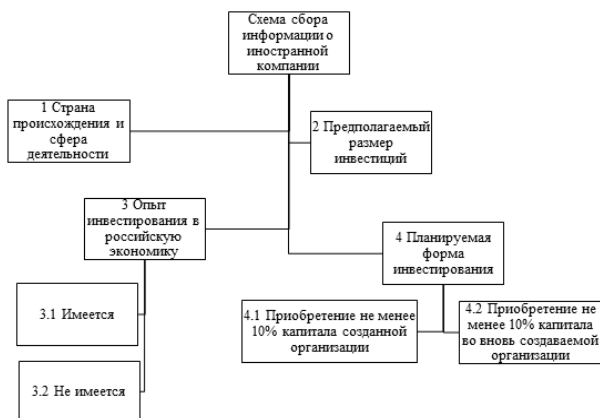 Схема сбора
информации о
иностранной
компании
1 Страна
происхождения и
сфера
деятельности
2 Предполагаемый
размер
инвестиций
3 Опыт
инвестирования в
российскую
экономику
4 Планируемая
форма
инвестирования
3.1 Имеется
3.2 Не имеется
4.1 Приобретение не менее
10% капитала созданной
организации
4.2 Приобретение не
менее 10% капитала
во вновь создаваемой
организации